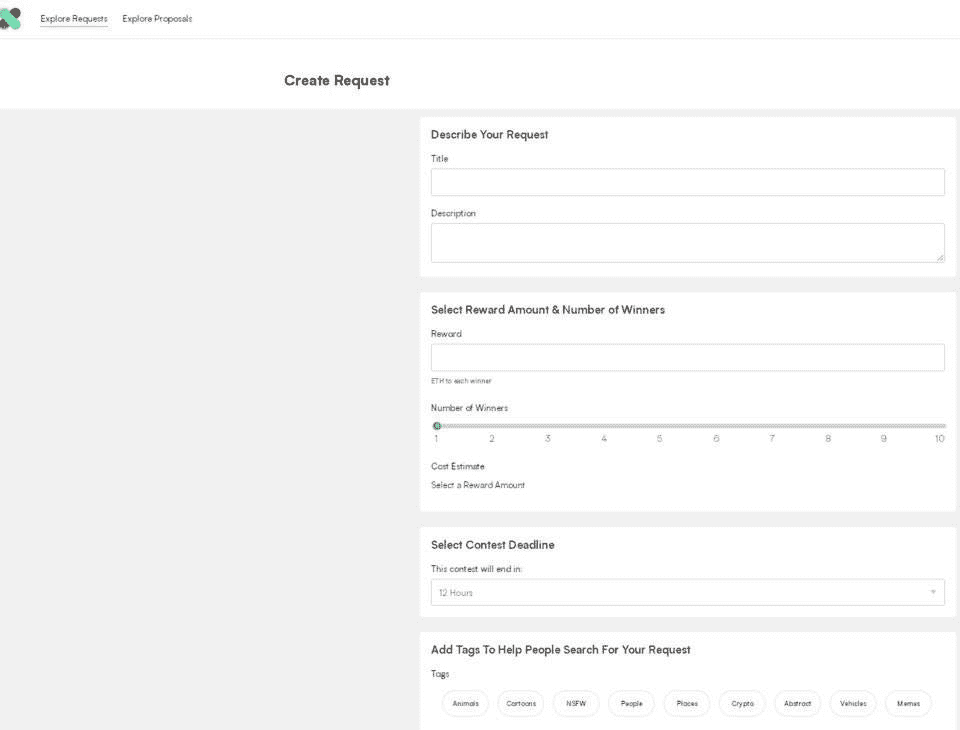 Explore Requests Explore Proposals
Create Request
Describe Your Request
Title
Description
Select Reward Amount & Number of Winners
Reward
ETH to each winner
Number of Winners
1 2 3 4 5 6 7 8 9 10
Cost Estimate
Select a Reward Amount
Select Contest Deadline
This contest will end in:
12 Hours
Add Tags To Help People Search For Your Request
Tags
Animals Cartoons NSFW People Places Crypto Abstract Vehicles Memes